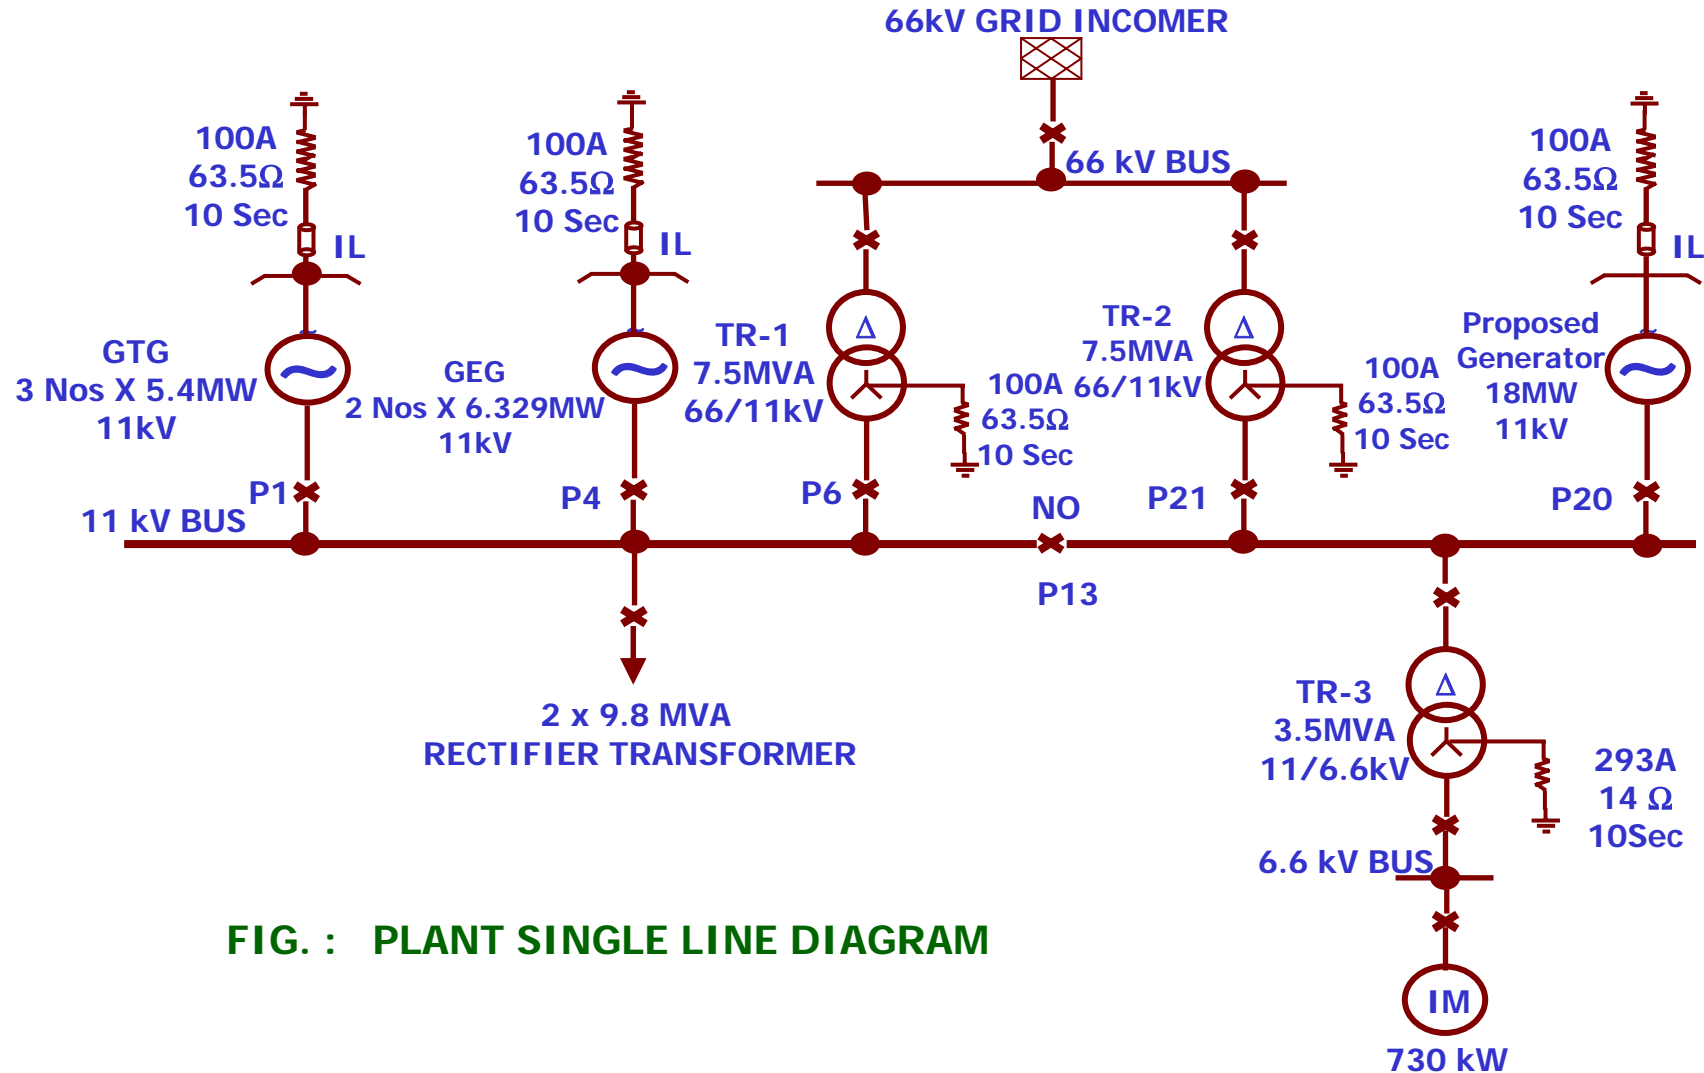 66kV GRID INCOMER
100A
63.5Ω
10 Sec
IL
100A
63.5Ω
10 Sec
IL
66 kV BUS
100A
63.5Ω
10 Sec
IL
GTG
3 Nos X 5.4MW
11kV
GEG
2 Nos X 6.329MW
11kV
TR-1
7.5MVA
66/11kV
Δ
100A
63.5Ω
10 Sec
TR-2
7.5MVA
66/11kV
Δ
100A
63.5Ω
10 Sec
Proposed
Generator
18MW
11kV
P1
P4
P6
NO
P21
P20
11 kV BUS
P13
2 x 9.8 MVA
RECTIFIER TRANSFORMER
TR-3
3.5MVA
11/6.6kV
Δ
293A
14 Ω
10Sec
6.6 kV BUS
FIG. : PLANT SINGLE LINE DIAGRAM
IM
730 kW